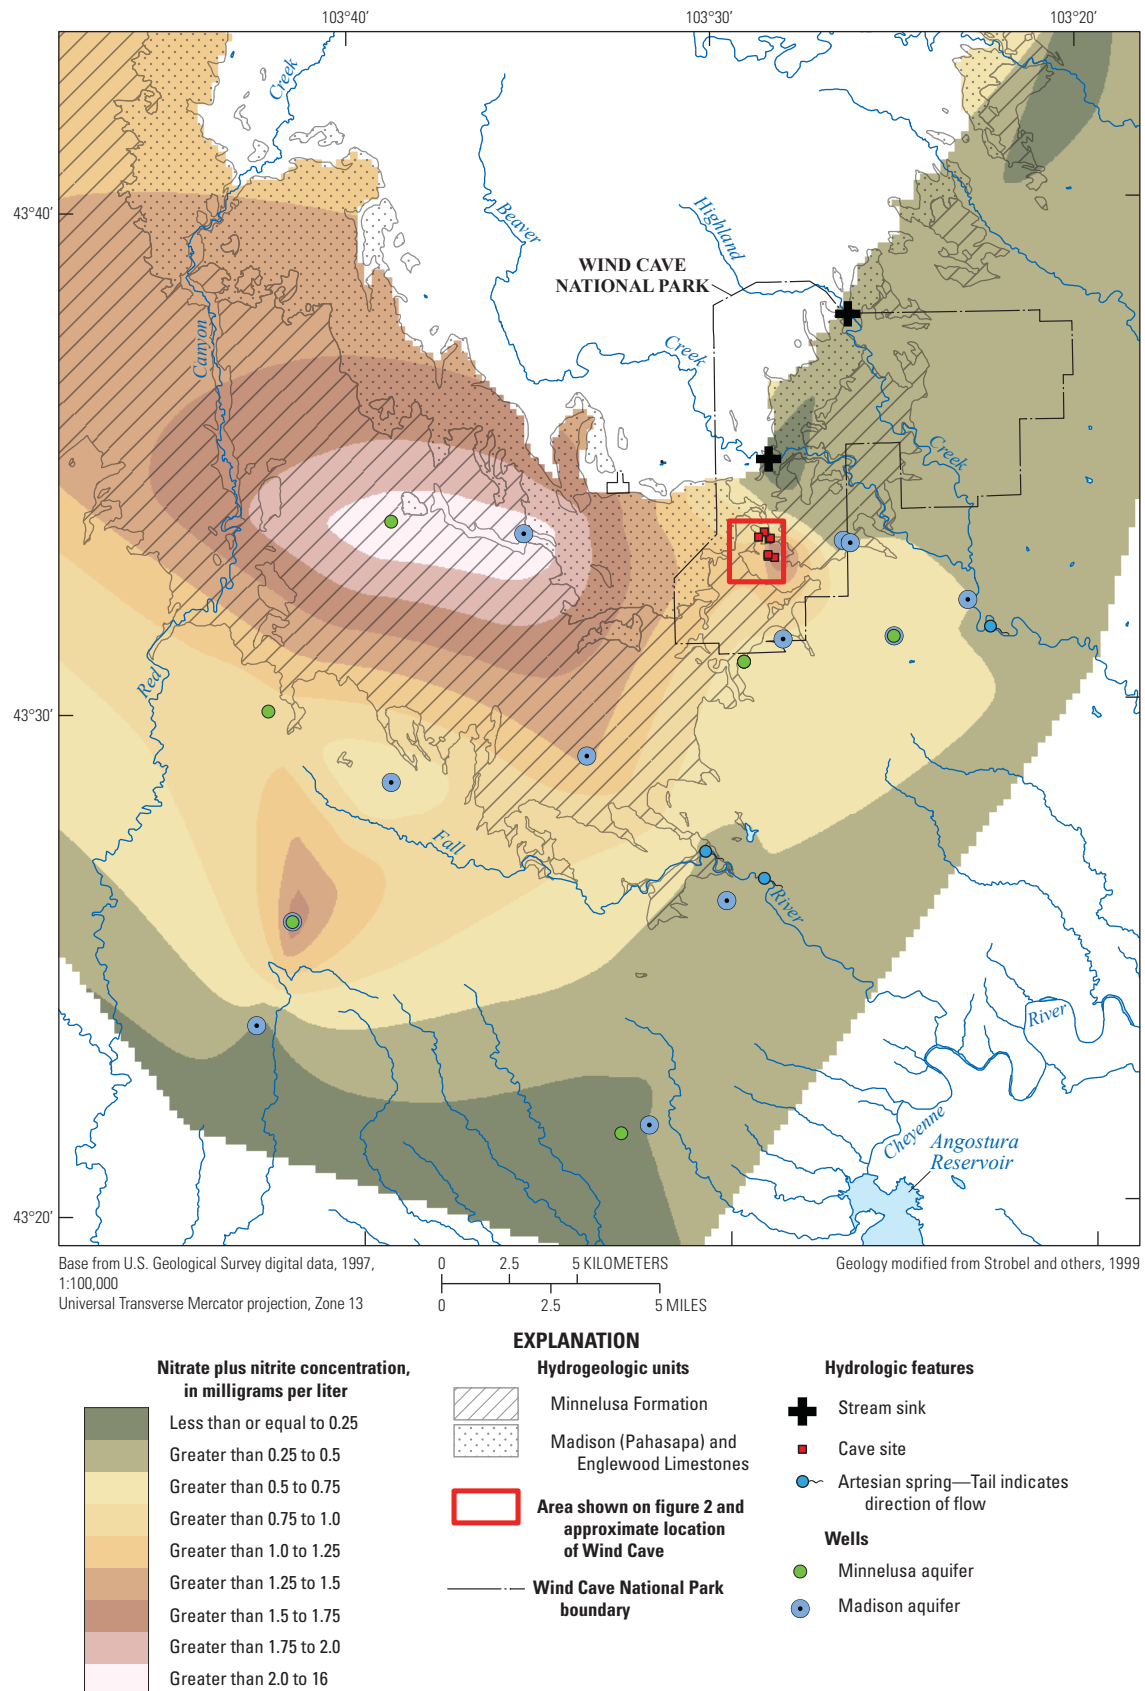 103°40′
103°30′
103°20′
Creek
43°40′
Beaver
Highland
WIND CAVE
NATIONAL PARK
Canyon
Creek
Creek
Red
43°30′
Fall
River
River
Cheyenne
Angostura
Reservoir
43°20′
Base from U.S. Geological Survey digital data, 1997,
1:100,000
Universal Transverse Mercator projection, Zone 13
0 2.5 5 KILOMETERS
0 2.5 5 MILES
Geology modified from Strobel and others, 1999
EXPLANATION
Nitrate plus nitrite concentration,
in milligrams per liter
Less than or equal to 0.25
Greater than 0.25 to 0.5
Greater than 0.5 to 0.75
Greater than 0.75 to 1.0
Greater than 1.0 to 1.25
Greater than 1.25 to 1.5
Greater than 1.5 to 1.75
Greater than 1.75 to 2.0
Greater than 2.0 to 16
Hydrogeologic units
Minnelusa Formation
Madison (Pahasapa) and
Englewood Limestones
Area shown on figure 2 and
approximate location
of Wind Cave
Wind Cave National Park
boundary
Hydrologic features
Stream sink
Cave site
Artesian spring—Tail indicates
direction of flow
Wells
Minnelusa aquifer
Madison aquifer